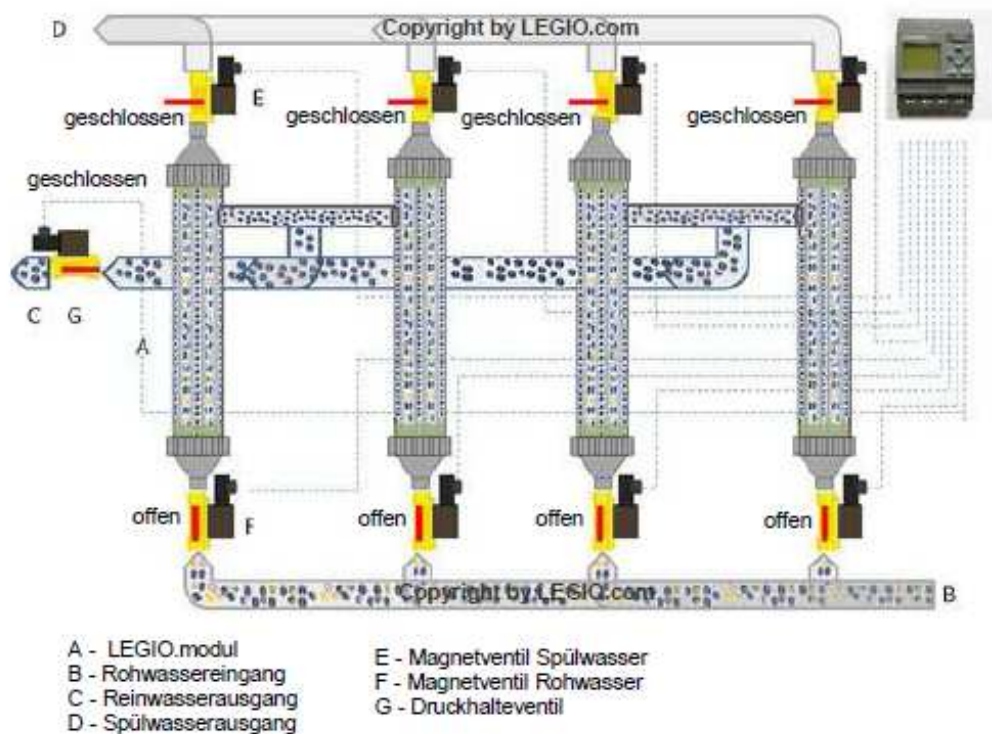 D
Copyright by LEGIO.com
E
geschlossen
geschlossen
geschlossen
geschlossen
geschlossen
C
G
A
offen
F
offen
offen
offen
Copyright by LEGIO.com
B
A - LEGIO.modul
B - Rohwassereingang
C - Reinwasserausgang
D - Spülwasserausgang
E - Magnetventil Spülwasser
F - Magnetventil Rohwasser
G - Druckhalteventil